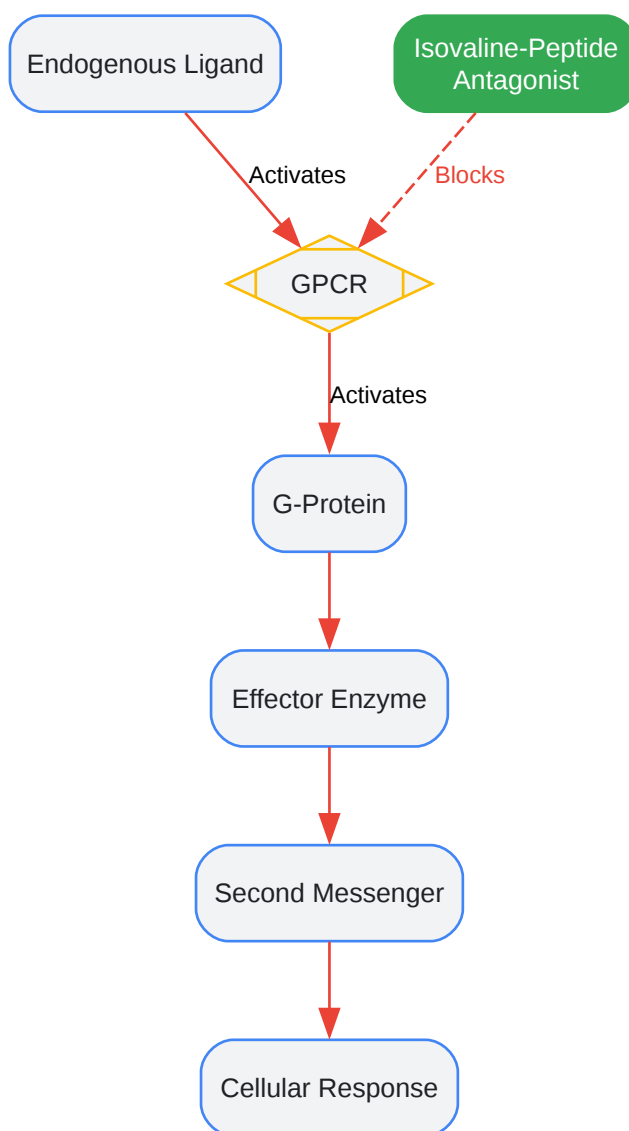 Endogenous Ligand
Isovaline-Peptide
Antagonist
Activates
Blocks
GPCR
Activates
G-Protein
Effector Enzyme
Second Messenger
Cellular Response